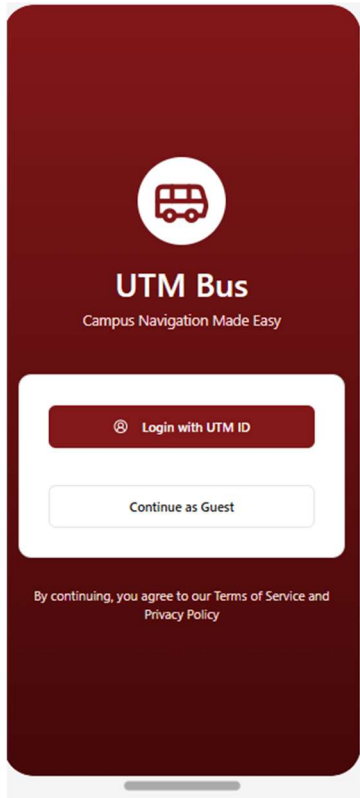 UTM Bus
Campus Navigation Made Easy
Login with UTM ID
Continue as Guest
By continuing, you agree to our Terms of Service and
Privacy Policy